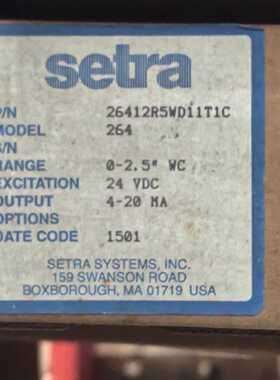 setra
P/N 26412R5WD11T1C
MODEL 264
S/N
RANGE 0-2.5" WC
EXCITATION 24 VDC
OUTPUT 4-20 MA
OPTIONS
DATE CODE 1501
SETRA SYSTEMS, INC.
159 SWANSON ROAD
BOXBOROUGH, MA 01719 USA